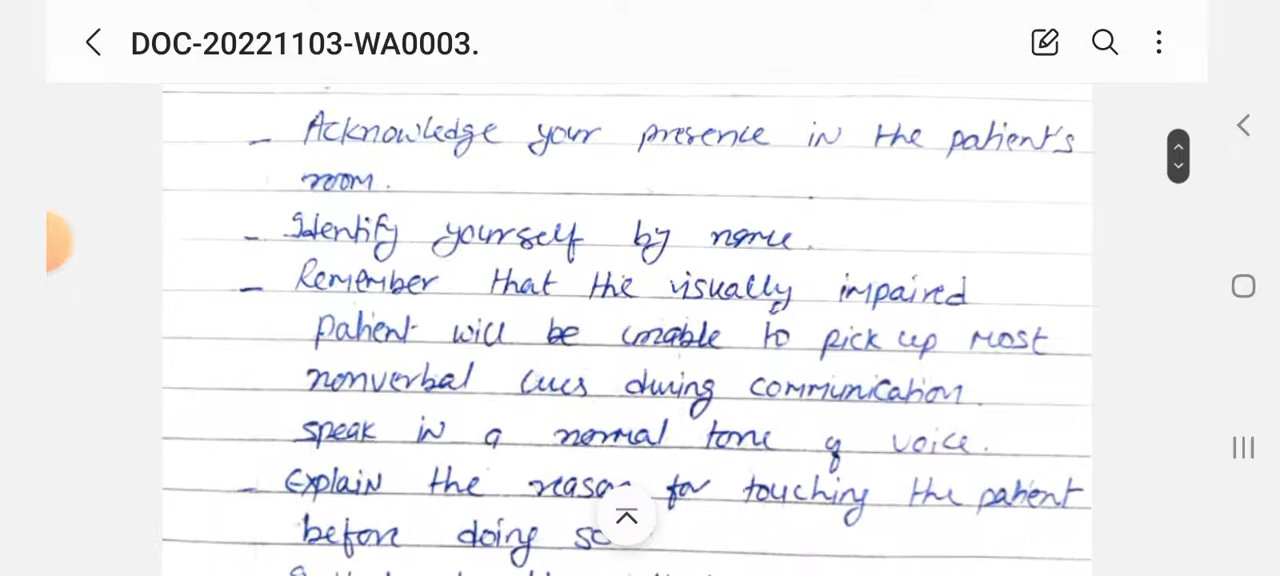 DOC-20221103-WA0003.
- Acknowledge your presence in the patient's
room.
- Identify yourself by name.
- Remember that the visually impaired
patient will be unable to pick up most
nonverbal cues during communication.
speak in a normal tone of voice.
- Explain the reason for touching the patient
before doing so